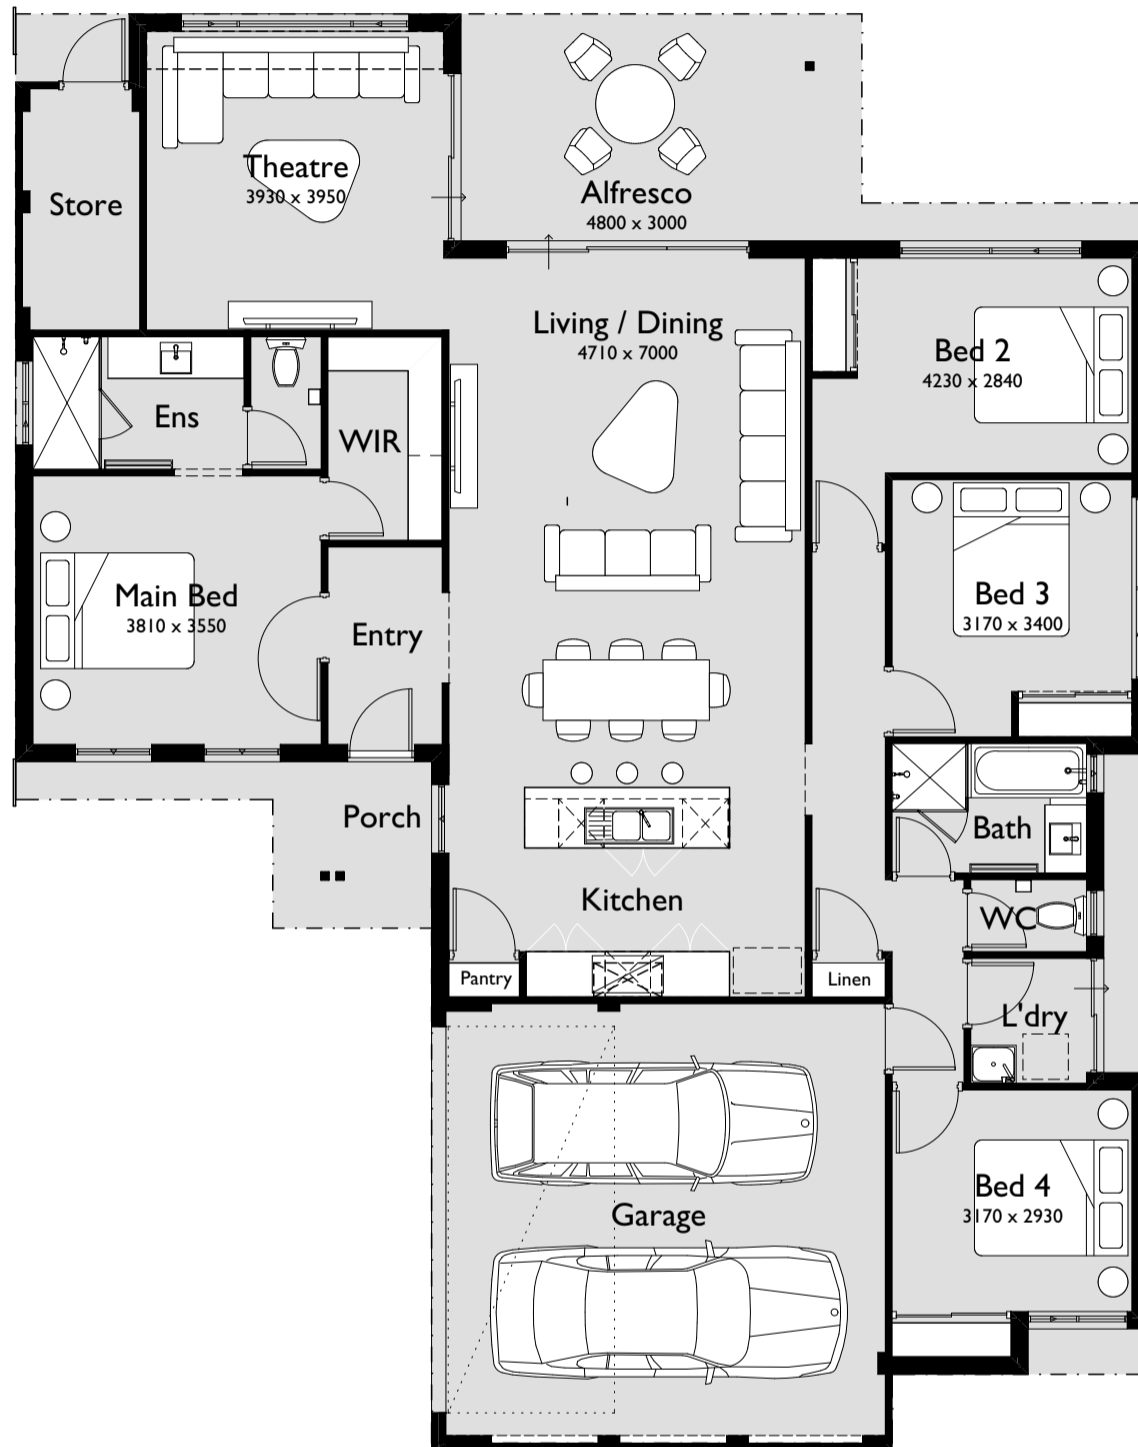 Theatre
3930 x 3950
Store
Alfresco
4800 x 3000
Living / Dining
4710 x 7000
Bed 2
4230 x 2840
Ens
WIR
Main Bed
3810 x 3550
Entry
Bed 3
3170 x 3400
Porch
Bath
Kitchen
WC
Pantry
Linen
L'dry
Garage
Bed 4
3170 x 2930